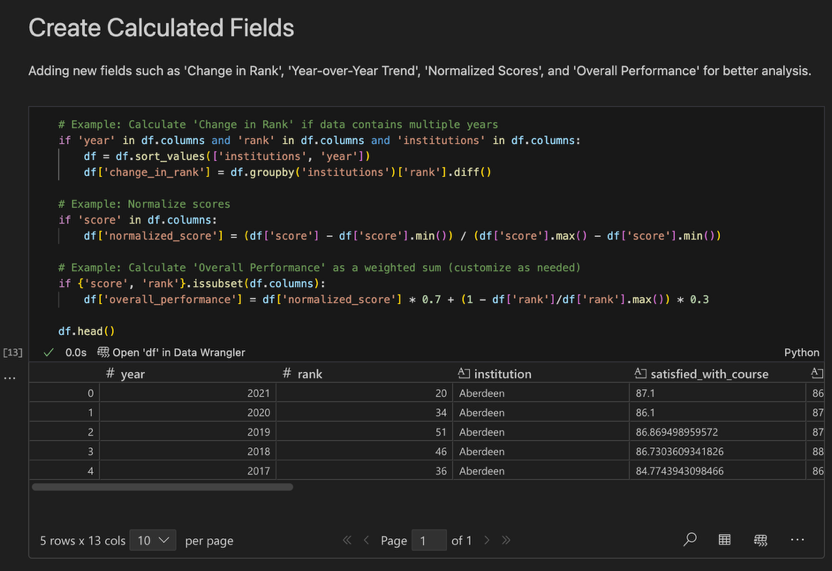 Create Calculated Fields
Adding new fields such as 'Change in Rank', 'Year-over-Year Trend', 'Normalized Scores', and 'Overall Performance' for better analysis.
# Example: Calculate 'Change in Rank' if data contains multiple years
if 'year' in df.columns and 'rank' in df.columns and 'institutions' in df.columns:
    df = df.sort_values(['institutions', 'year'])
    df['change_in_rank'] = df.groupby('institutions')['rank'].diff()
# Example: Normalize scores
if 'score' in df.columns:
    df['normalized_score'] = (df['score'] - df['score'].min()) / (df['score'].max() - df['score'].min())
# Example: Calculate 'Overall Performance' as a weighted sum (customize as needed)
if {'score', 'rank'}.issubset(df.columns):
    df['overall_performance'] = df['normalized_score'] * 0.7 + (1 - df['rank']/df['rank'].max()) * 0.3
df.head()
[13] ✓ 0.0s Open 'df' in Data Wrangler Python
... # year # rank A institution A satisfied_with_course A
0 2021 20 Aberdeen 87.1 86
1 2020 34 Aberdeen 86.1 87
2 2019 51 Aberdeen 86.869498959572 87
3 2018 46 Aberdeen 86.7303609341826 88
4 2017 36 Aberdeen 84.7743943098466 86
5 rows x 13 cols 10 per page « < Page 1 of 1 > » ...